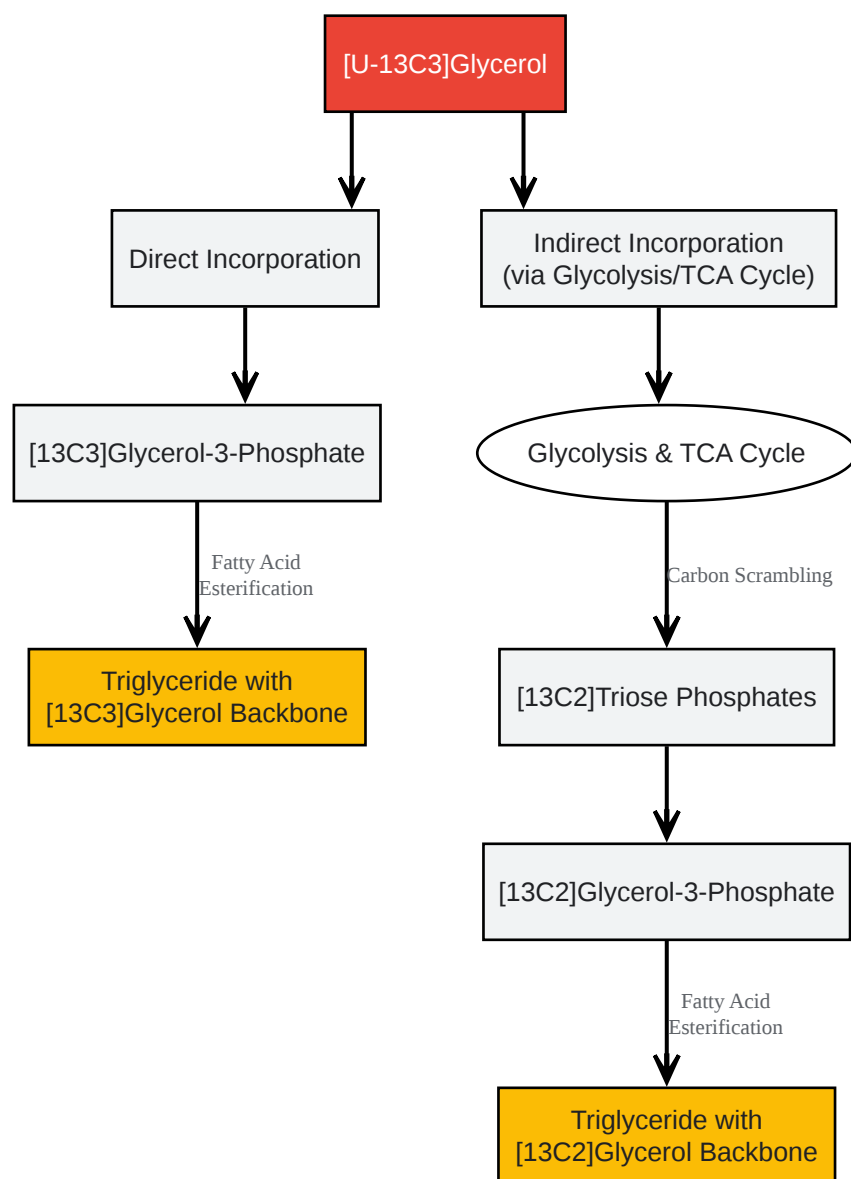 [U-13C3]Glycerol
Direct Incorporation
Indirect Incorporation
(via Glycolysis/TCA Cycle)
[13C3]Glycerol-3-Phosphate
Glycolysis & TCA Cycle
Fatty Acid
Esterification
Carbon Scrambling
Triglyceride with
[13C3]Glycerol Backbone
[13C2]Triose Phosphates
[13C2]Glycerol-3-Phosphate
Fatty Acid
Esterification
Triglyceride with
[13C2]Glycerol Backbone